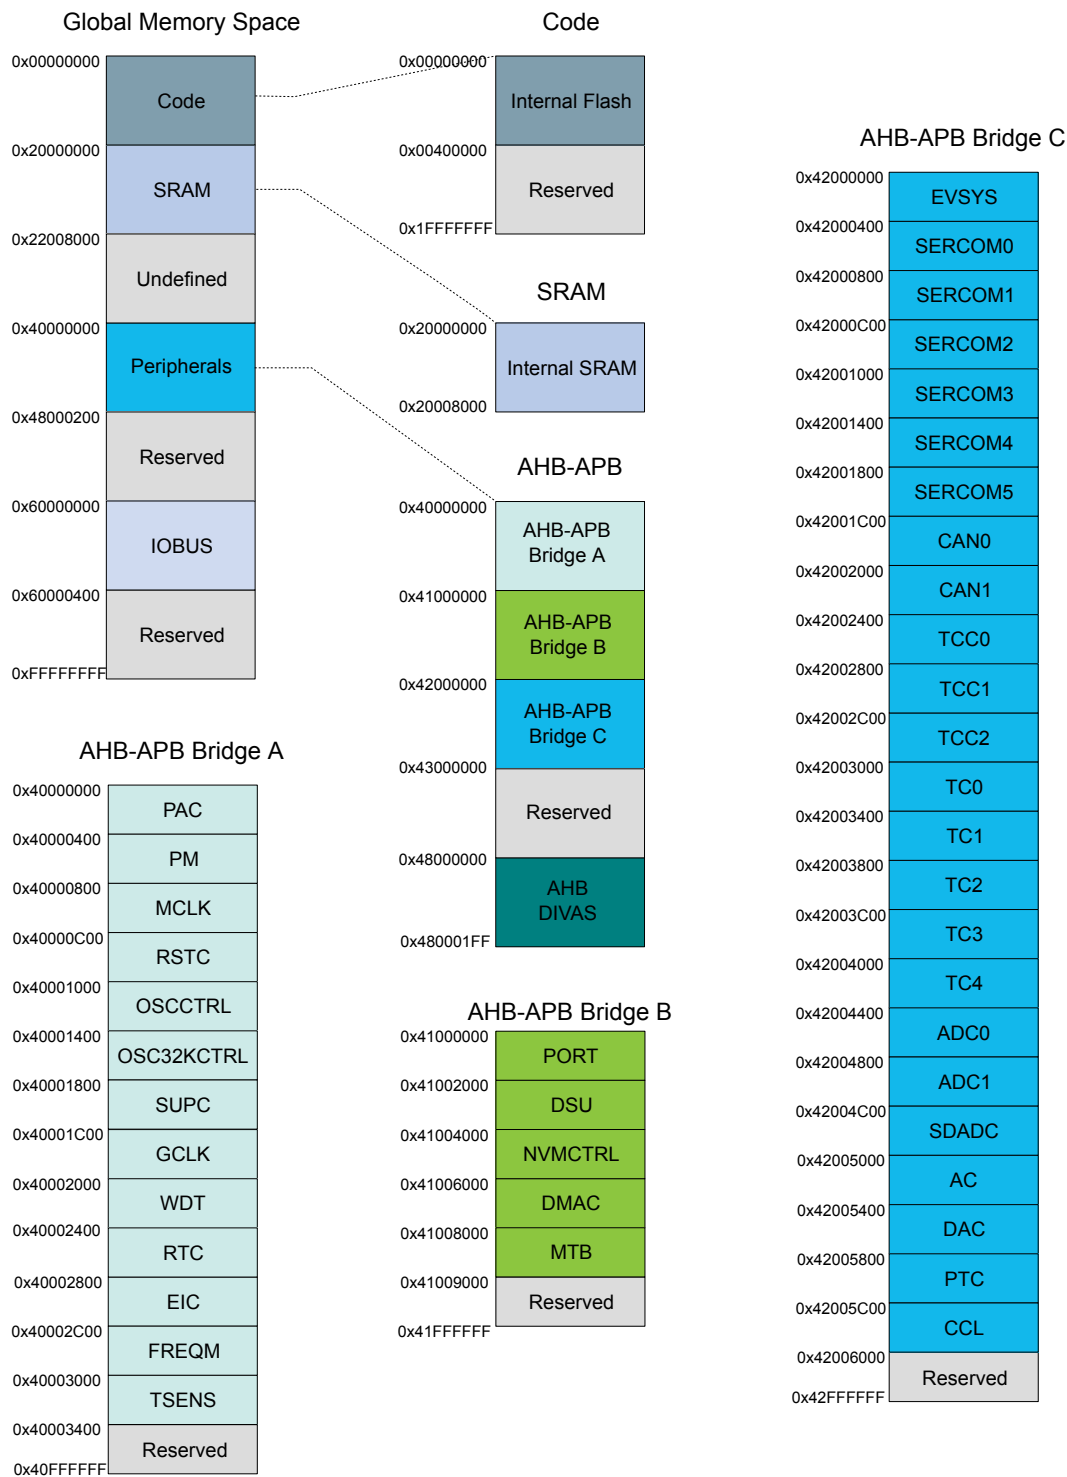 Global Memory Space
0x00000000
Code
0x20000000
SRAM
0x22008000
Undefined
0x40000000
Peripherals
0x48000200
Reserved
0x60000000
IOBUS
0x60000400
Reserved
0xFFFFFFFF
Code
0x00000000
Internal Flash
0x00400000
Reserved
0x1FFFFFFF
SRAM
0x20000000
Internal SRAM
0x20008000
AHB-APB
0x40000000
AHB-APB
Bridge A
0x41000000
AHB-APB
Bridge B
0x42000000
AHB-APB
Bridge C
0x43000000
Reserved
0x48000000
AHB
DIVAS
0x480001FF
AHB-APB Bridge A
0x40000000
PAC
0x40000400
PM
0x40000800
MCLK
0x40000C00
RSTC
0x40001000
OSCCTRL
0x40001400
OSC32KCTRL
0x40001800
SUPC
0x40001C00
GCLK
0x40002000
WDT
0x40002400
RTC
0x40002800
EIC
0x40002C00
FREQM
0x40003000
TSENS
0x40003400
Reserved
0x40FFFFFF
AHB-APB Bridge B
0x41000000
PORT
0x41002000
DSU
0x41004000
NVMCTRL
0x41006000
DMAC
0x41008000
MTB
0x41009000
Reserved
0x41FFFFFF
AHB-APB Bridge C
0x42000000
EVSYS
0x42000400
SERCOM0
0x42000800
SERCOM1
0x42000C00
SERCOM2
0x42001000
SERCOM3
0x42001400
SERCOM4
0x42001800
SERCOM5
0x42001C00
CAN0
0x42002000
CAN1
0x42002400
TCC0
0x42002800
TCC1
0x42002C00
TCC2
0x42003000
TC0
0x42003400
TC1
0x42003800
TC2
0x42003C00
TC3
0x42004000
TC4
0x42004400
ADC0
0x42004800
ADC1
0x42004C00
SDADC
0x42005000
AC
0x42005400
DAC
0x42005800
PTC
0x42005C00
CCL
0x42006000
Reserved
0x42FFFFFF